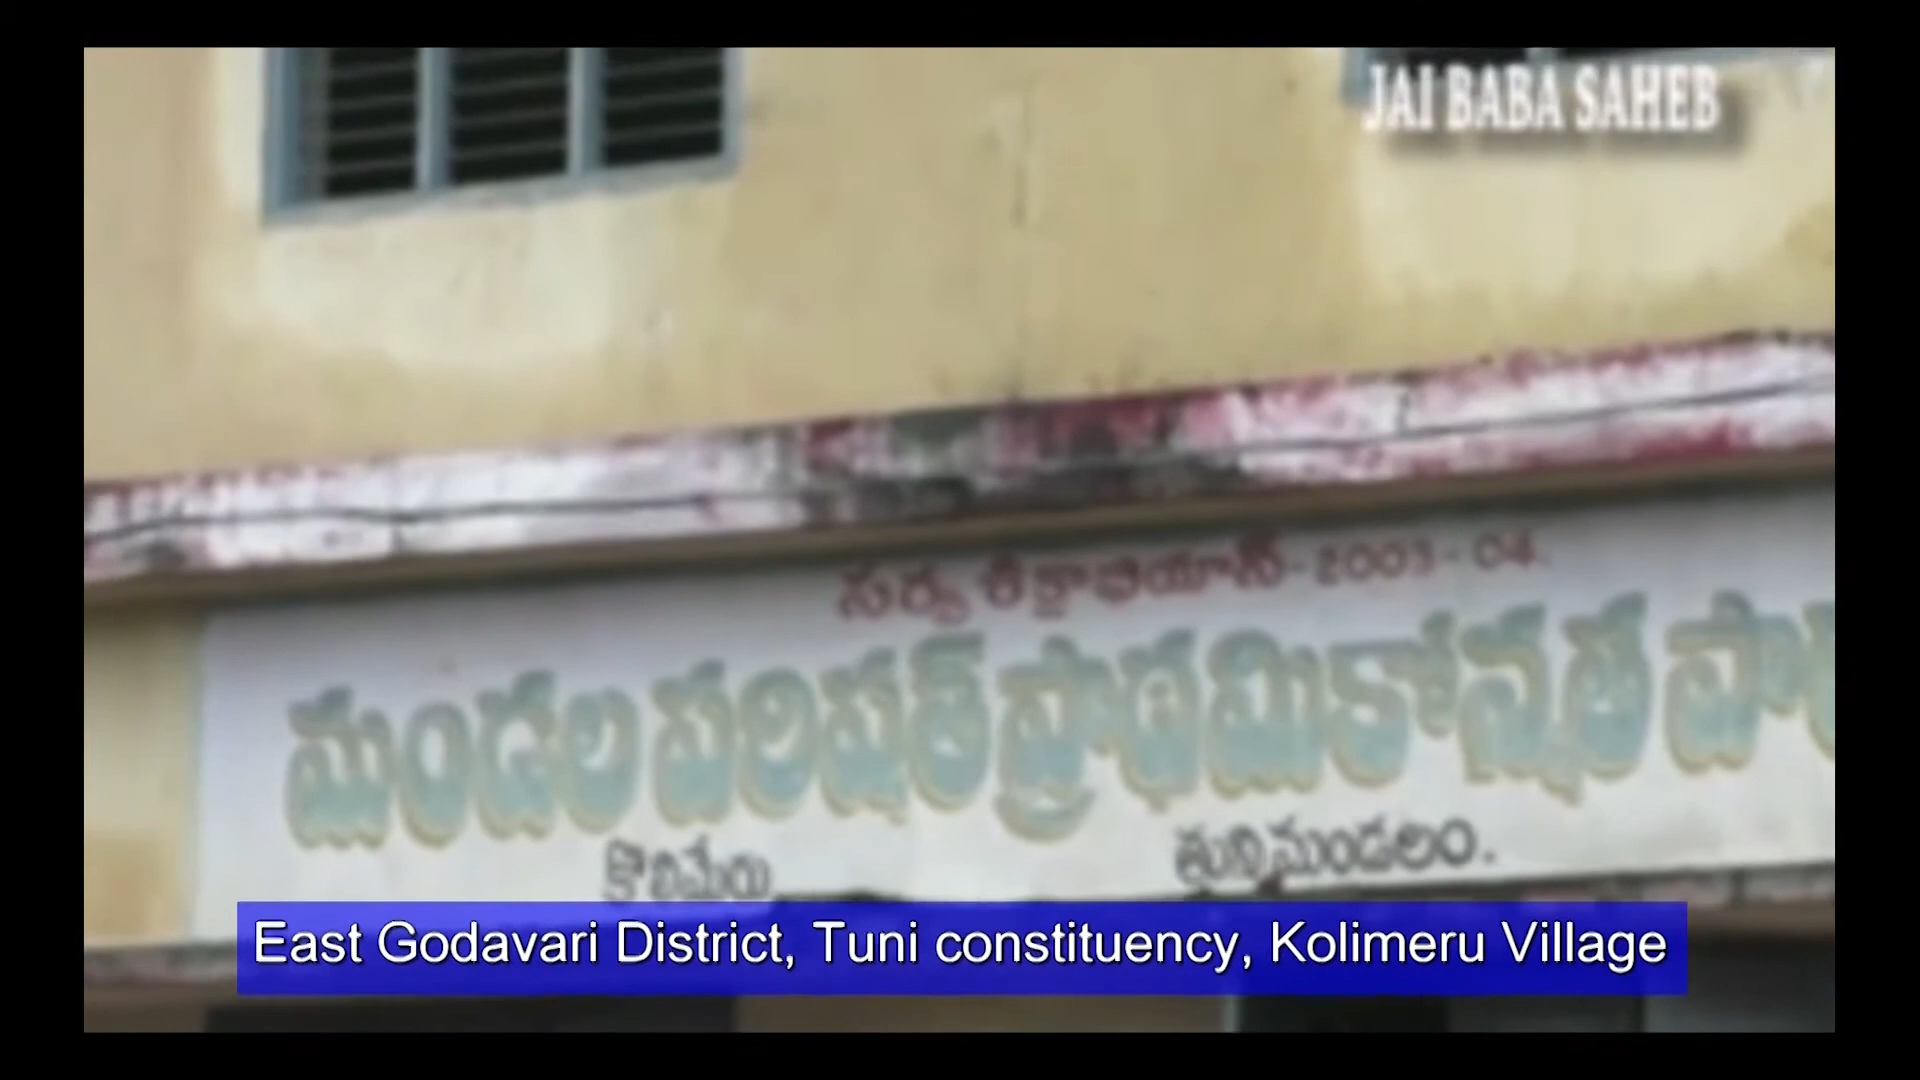 JAI BABA SAHEB
సర్వ శిక్షాభియాన్ - 2003 - 04.
మండల పరిషత్ ప్రాథమికోన్నత
కొలిమేరు తుని మండలం.
East Godavari District, Tuni constituency, Kolimeru Village